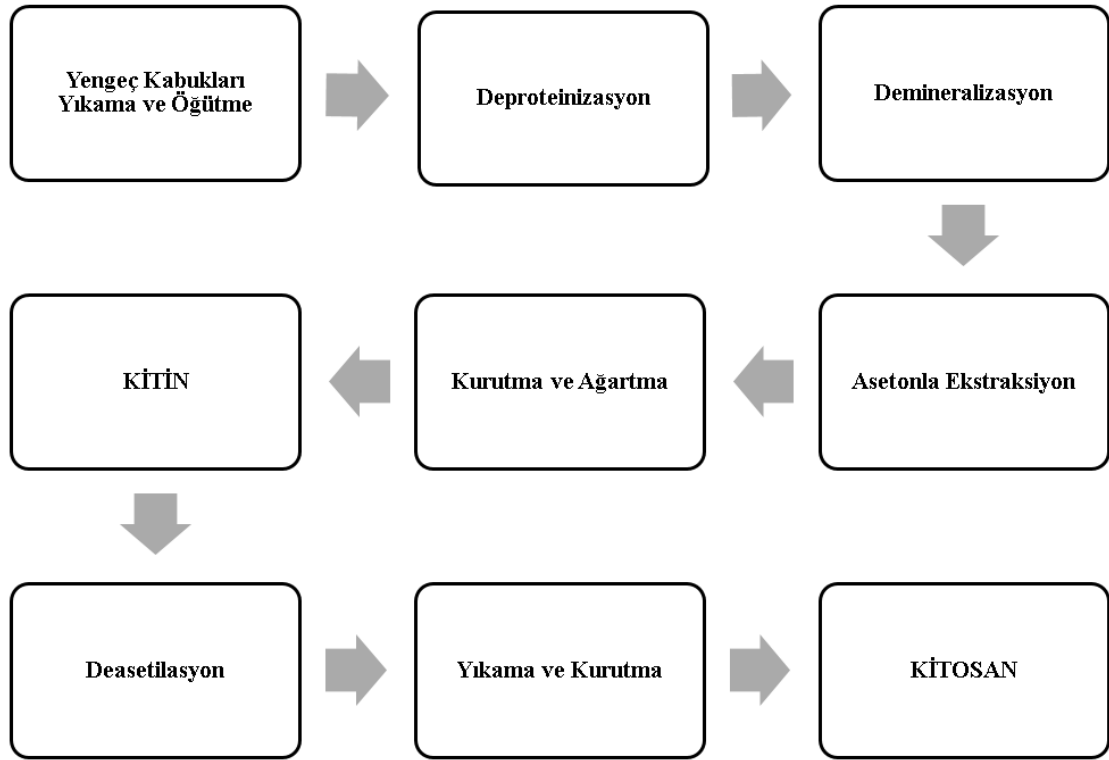 Yengeç Kabukları
Yıkama ve Öğütme
Deproteinizasyon
Demineralizasyon
Asetonla Ekstraksiyon
Kurutma ve Ağartma
KİTİN
Deasetilasyon
Yıkama ve Kurutma
KİTOSAN